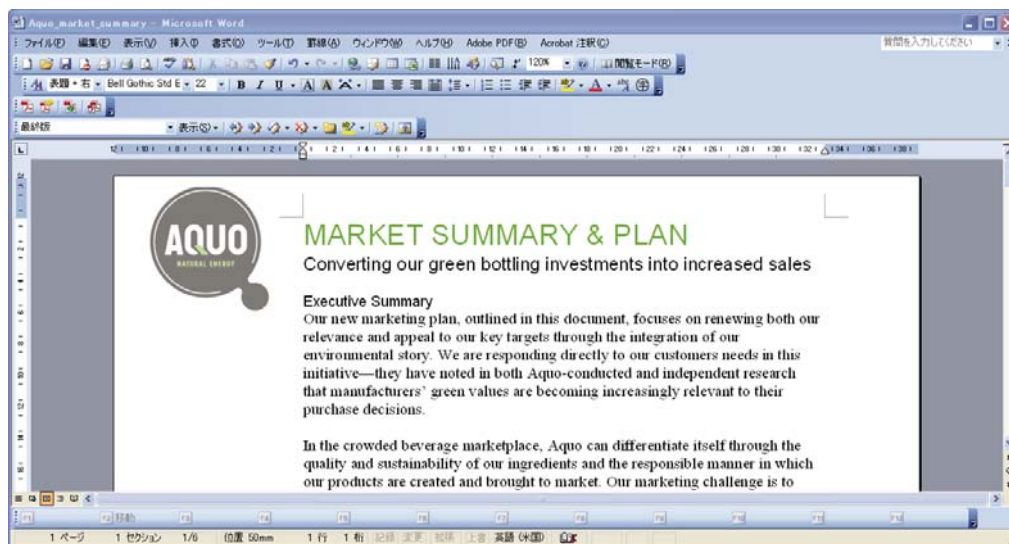 Aquo_market_summary - Microsoft Word
ファイル(F) 編集(E) 表示(V) 挿入(I) 書式(O) ツール(T) 罫線(A) ウィンドウ(W) ヘルプ(H) Adobe PDF(B) Acrobat 注釈(C) 質問を入力してください
120% 閲覧モード(R)
表題・右 Bell Gothic Std E 22 B I U A A
最終版 表示(S)
AQUO
NATURAL ENERGY
MARKET SUMMARY & PLAN
Converting our green bottling investments into increased sales
Executive Summary
Our new marketing plan, outlined in this document, focuses on renewing both our
relevance and appeal to our key targets through the integration of our
environmental story. We are responding directly to our customers needs in this
initiative—they have noted in both Aquo-conducted and independent research
that manufacturers' green values are becoming increasingly relevant to their
purchase decisions.
In the crowded beverage marketplace, Aquo can differentiate itself through the
quality and sustainability of our ingredients and the responsible manner in which
our products are created and brought to market. Our marketing challenge is to
1 ページ 1 セクション 1/6 位置 50mm 1 行 1 桁 記録 変更 拡張 上書 英語 (米国)